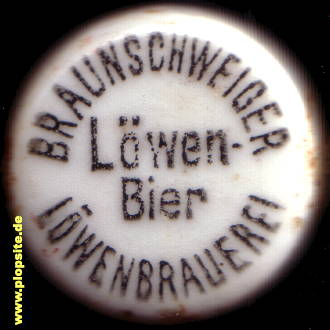 BRAUNSCHWEIGER
Löwen-
Bier
LÖWENBRAUEREI
www.plopsite.de